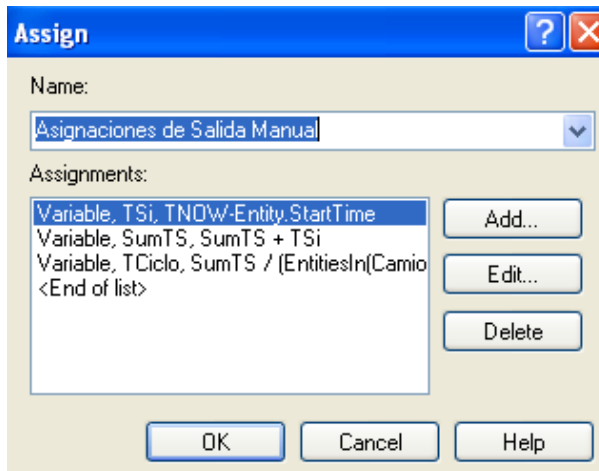 Assign
Name:
Asignaciones de Salida Manual
Assignments:
Variable, TSi, TNOW-Entity.StartTime
Variable, SumTS, SumTS + TSi
Variable, TCiclo, SumTS / (EntitiesIn(Camio
<End of list>
Add...
Edit...
Delete
OK
Cancel
Help